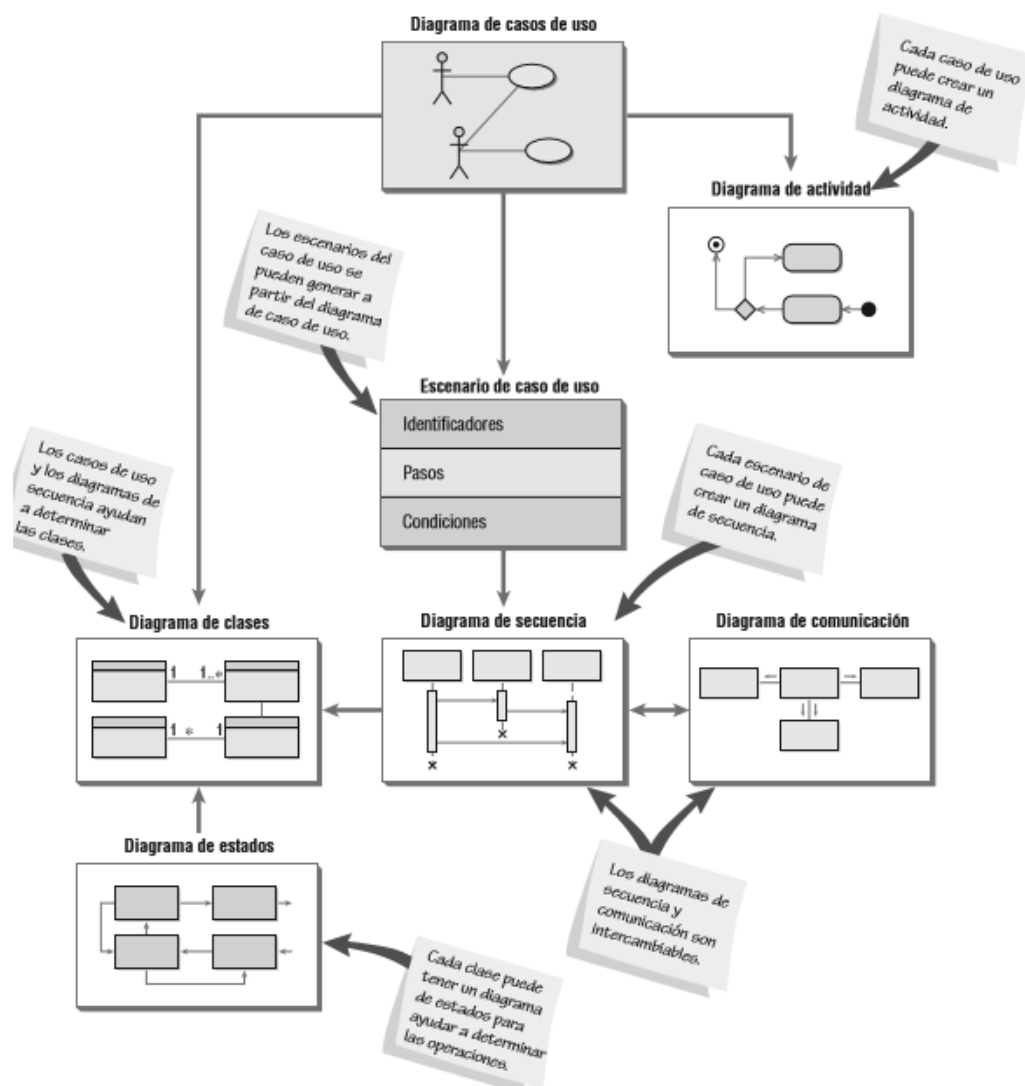 Diagrama de casos de uso
Cada caso de uso
puede crear un
diagrama de
actividad.
Diagrama de actividad
Los escenarios del
caso de uso se
pueden generar a
partir del diagrama
de caso de uso.
Escenario de caso de uso
Identificadores
Pasos
Condiciones
Los casos de uso
y los diagramas de
secuencia ayudan
a determinar
las clases.
Cada escenario de
caso de uso puede
crear un diagrama
de secuencia.
Diagrama de clases
1 1..*
1 * 1
Diagrama de secuencia
Diagrama de comunicación
Diagrama de estados
Los diagramas de
secuencia y
comunicación son
intercambiables.
Cada clase puede
tener un diagrama
de estados para
ayudar a determinar
las operaciones.